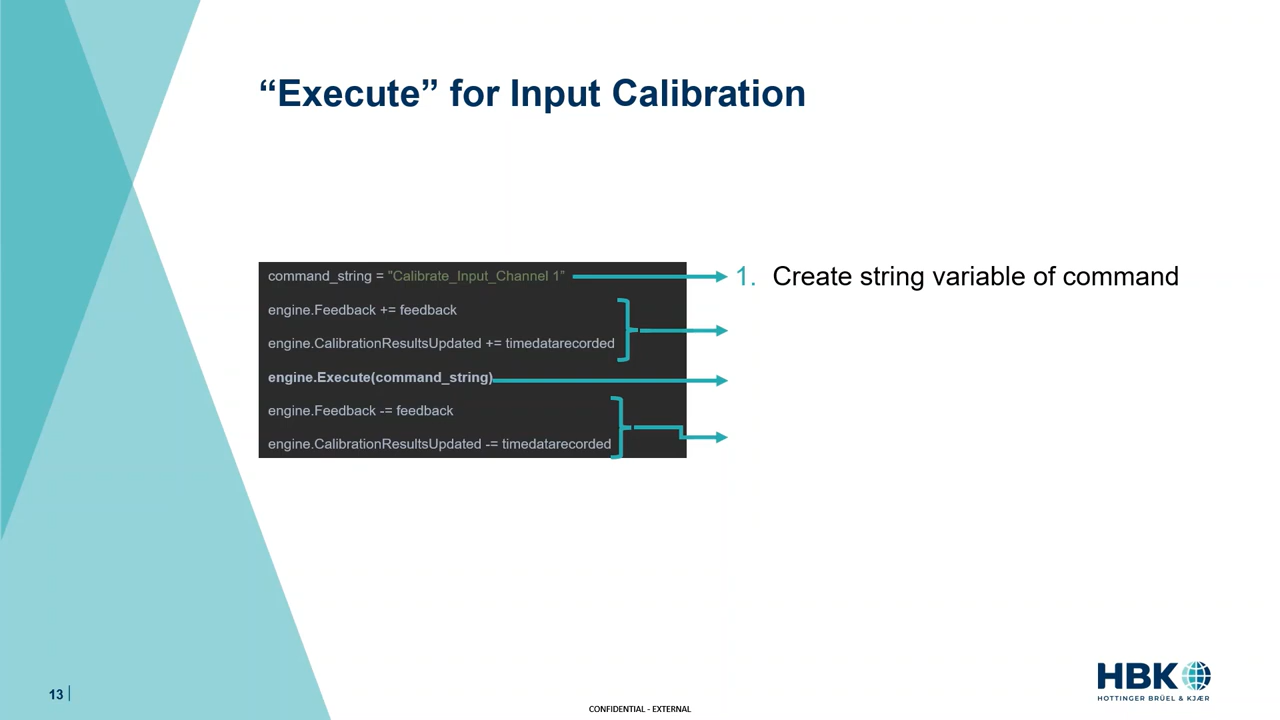 “Execute” for Input Calibration
command_string = "Calibrate_Input_Channel 1”
engine.Feedback += feedback
engine.CalibrationResultsUpdated += timedatarecorded
engine.Execute(command_string)
engine.Feedback -= feedback
engine.CalibrationResultsUpdated -= timedatarecorded
1. Create string variable of command
13
CONFIDENTIAL - EXTERNAL
HBK
HOTTINGER BRÜEL & KJÆR